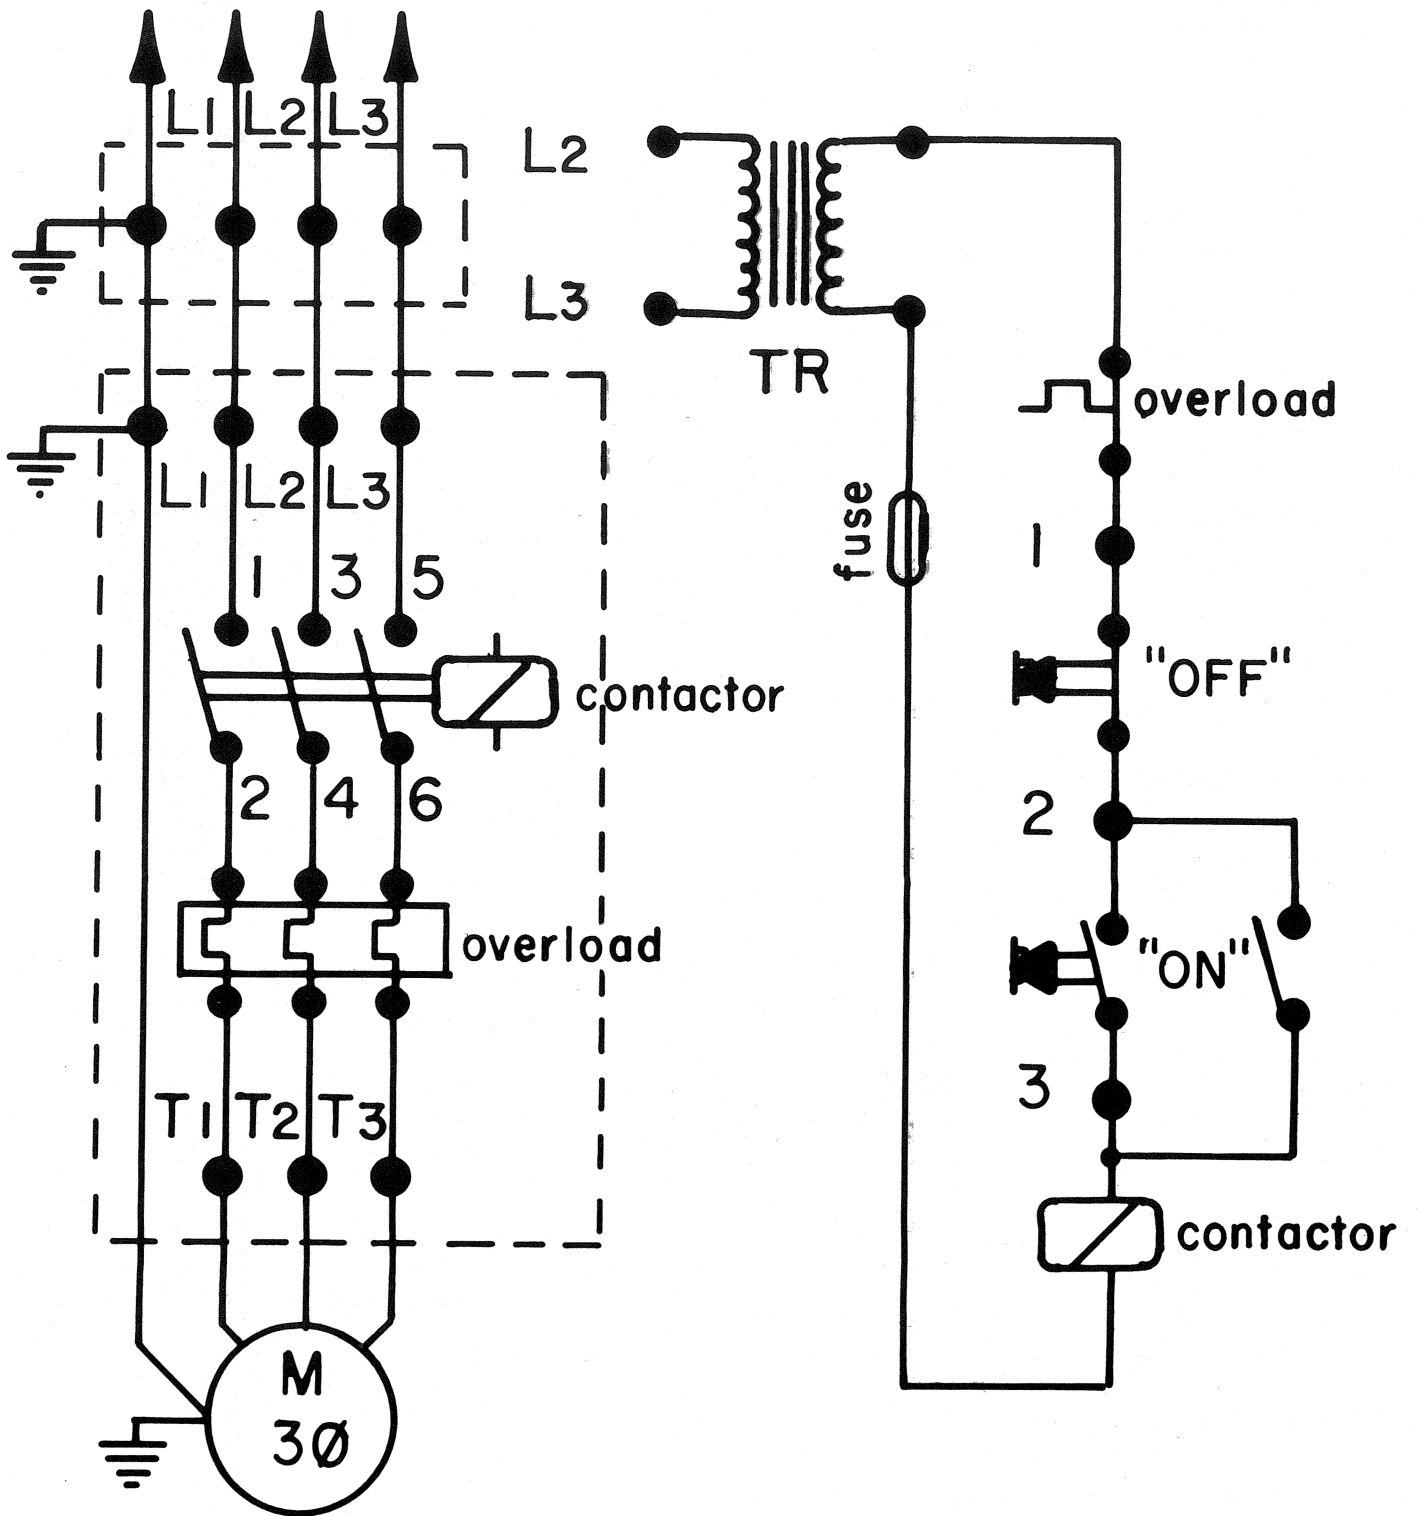 L1 L2 L3
L2
L3
TR
overload
L1 L2 L3
fuse
1
1 3 5
contactor
"OFF"
2 4 6
2
overload
"ON"
3
T1 T2 T3
contactor
M
3Ø